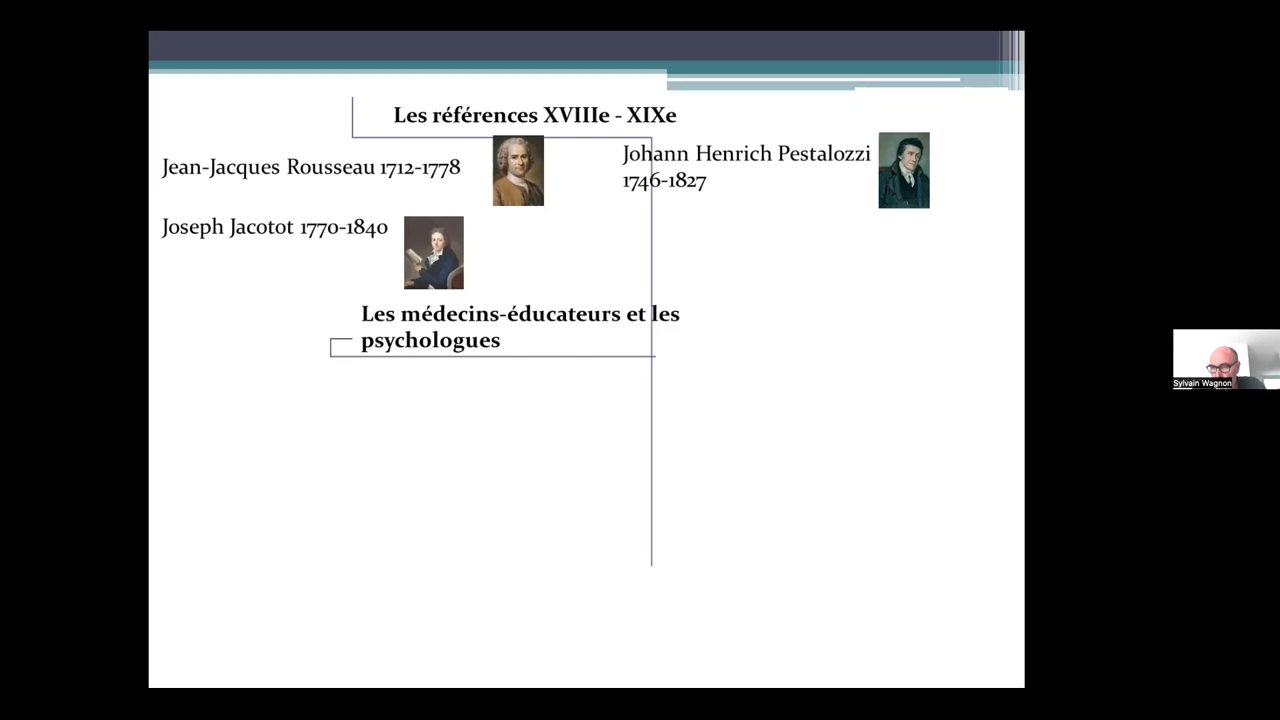 Les références XVIIIe - XIXe
Jean-Jacques Rousseau 1712-1778
Johann Henrich Pestalozzi
1746-1827
Joseph Jacotot 1770-1840
Les médecins-éducateurs et les
psychologues
Sylvain Wagnon